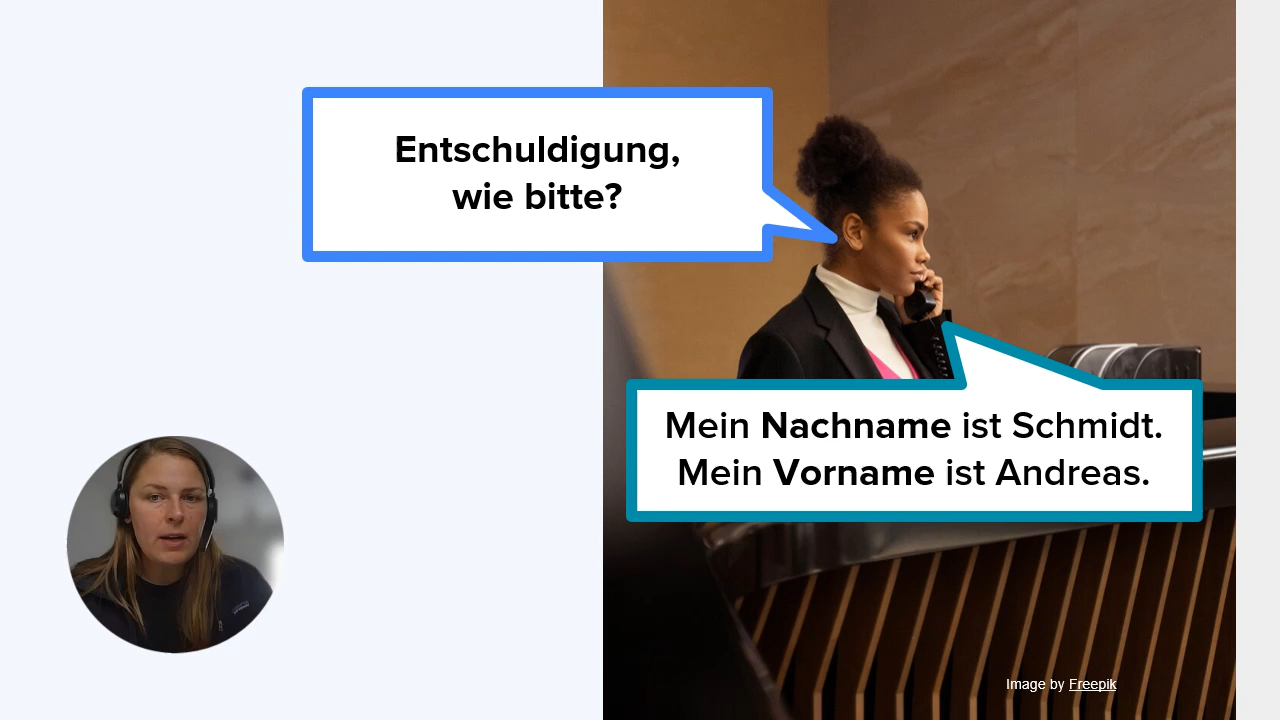 Entschuldigung,
wie bitte?
Mein Nachname ist Schmidt.
Mein Vorname ist Andreas.
Image by Freepik